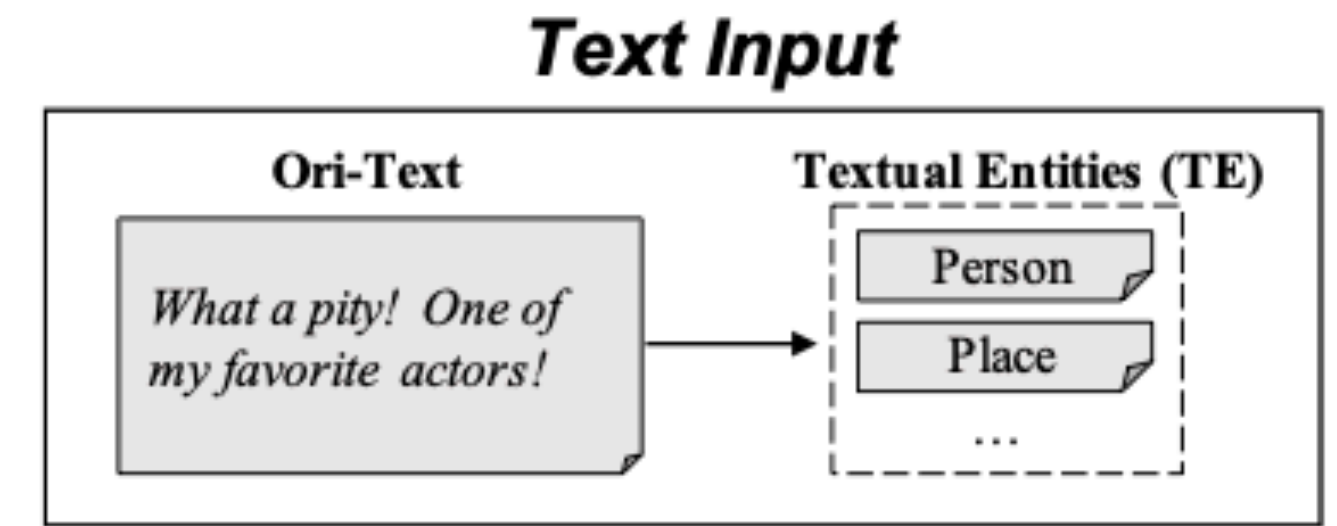 Text Input
Ori-Text
What a pity! One of
my favorite actors!
Textual Entities (TE)
Person
Place
...